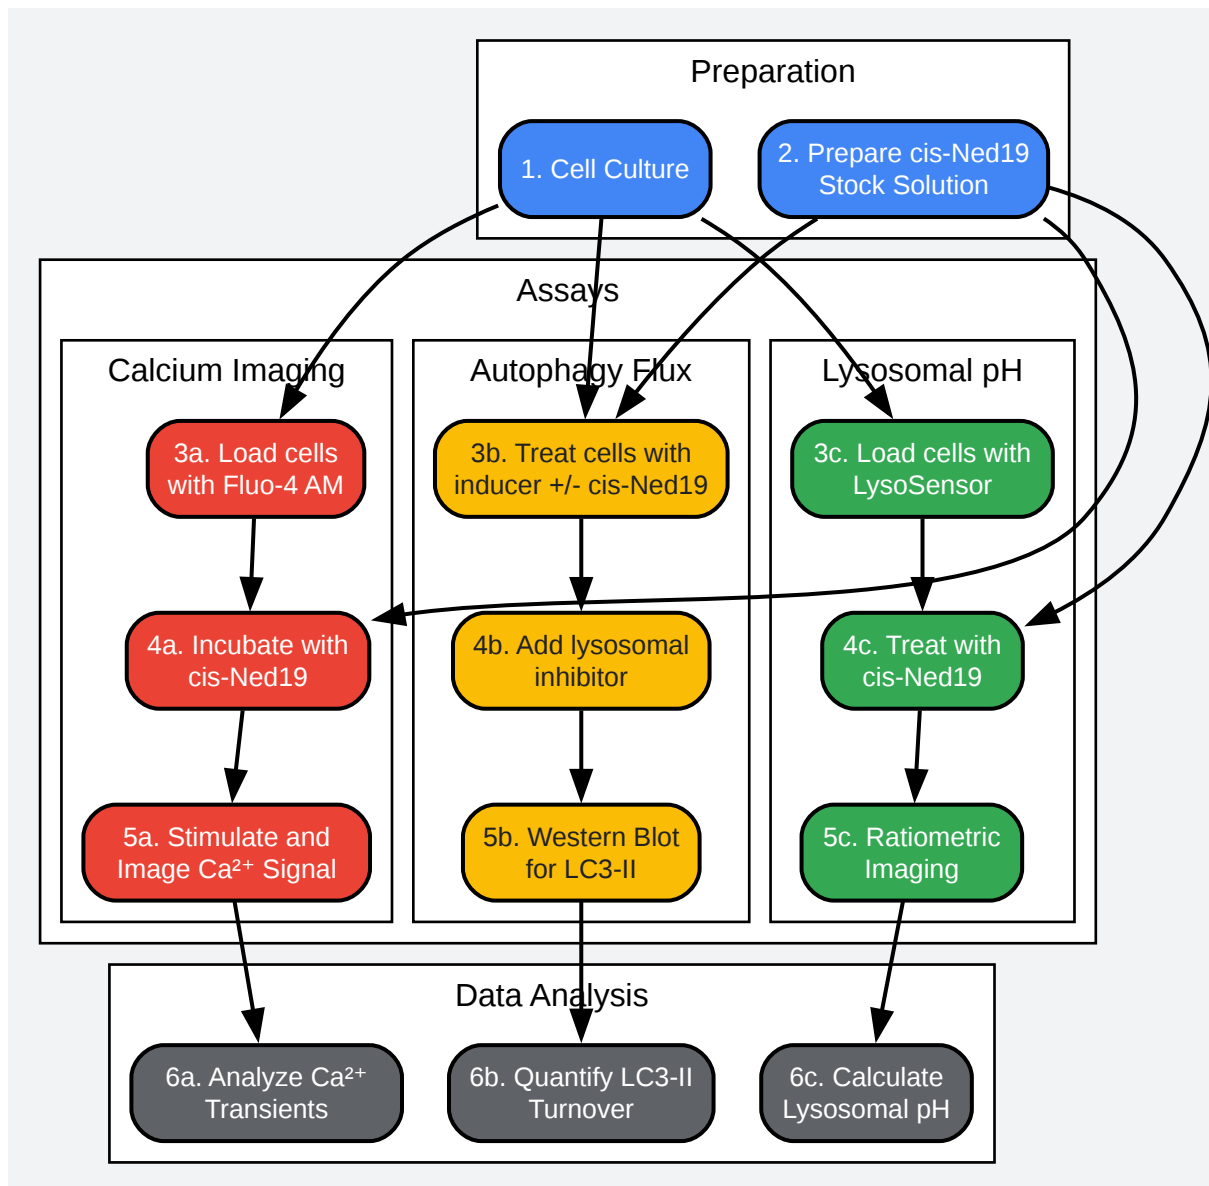 Preparation
1. Cell Culture
2. Prepare cis-Ned19
Stock Solution
Assays
Calcium Imaging
Autophagy Flux
Lysosomal pH
3a. Load cells
with Fluo-4 AM
3b. Treat cells with
inducer +/- cis-Ned19
3c. Load cells with
LysoSensor
4a. Incubate with
cis-Ned19
4b. Add lysosomal
inhibitor
4c. Treat with
cis-Ned19
5a. Stimulate and
Image Ca²⁺ Signal
5b. Western Blot
for LC3-II
5c. Ratiometric
Imaging
Data Analysis
6a. Analyze Ca²⁺
Transients
6b. Quantify LC3-II
Turnover
6c. Calculate
Lysosomal pH